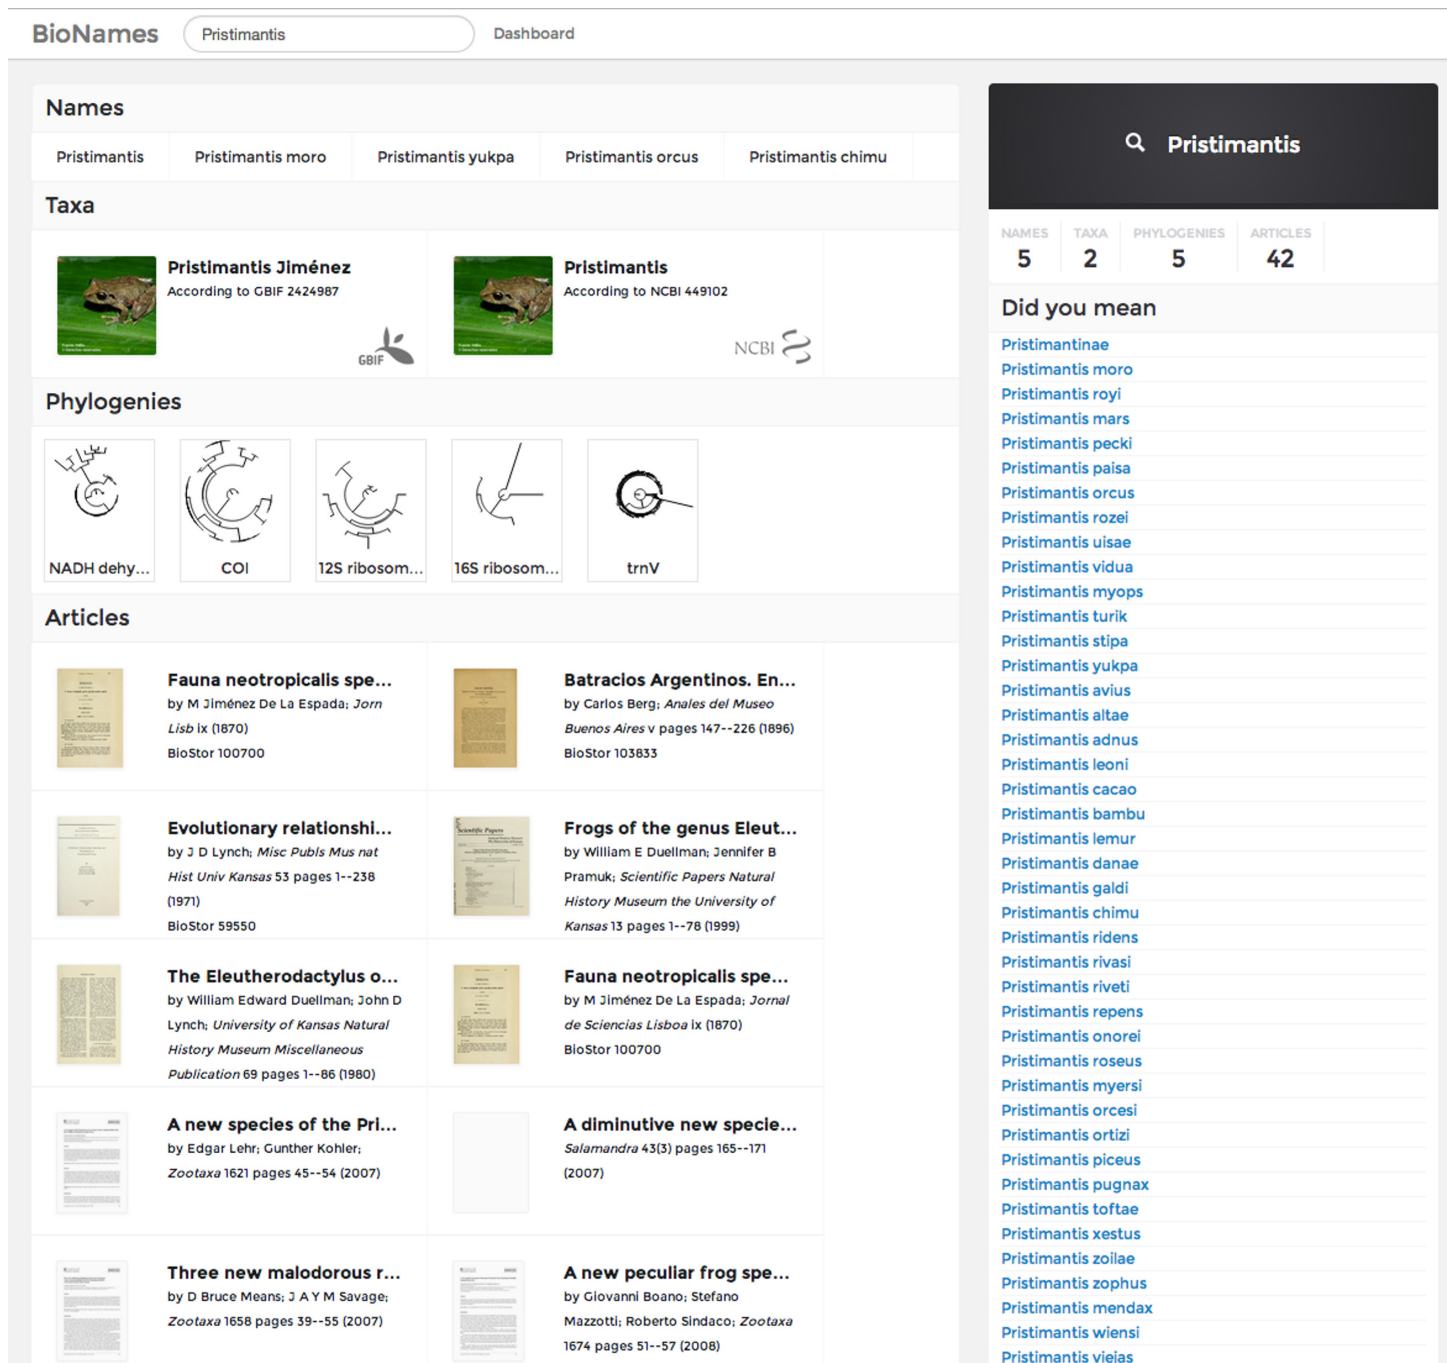 BioNames
Pristimantis
Dashboard
Names
Pristimantis
Pristimantis moro
Pristimantis yukpa
Pristimantis orcus
Pristimantis chimu
Taxa
Pristimantis Jiménez
According to GBIF 2424987
GBIF
Pristimantis
According to NCBI 449102
NCBI
Phylogenies
NADH dehy...
COI
12S ribosom...
16S ribosom...
trnV
Articles
Fauna neotropicalis spe...
by M Jiménez De La Espada; Jorn
Lisb ix (1870)
BioStor 100700
Batracios Argentinos. En...
by Carlos Berg; Anales del Museo
Buenos Aires v pages 147--226 (1896)
BioStor 103833
Evolutionary relationshi...
by J D Lynch; Misc Publs Mus nat
Hist Univ Kansas 53 pages 1--238
(1971)
BioStor 59550
Scientific Papers
Frogs of the genus Eleut...
by William E Duellman; Jennifer B
Pramuk; Scientific Papers Natural
History Museum the University of
Kansas 13 pages 1--78 (1999)
The Eleutherodactylus o...
by William Edward Duellman; John D
Lynch; University of Kansas Natural
History Museum Miscellaneous
Publication 69 pages 1--86 (1980)
Fauna neotropicalis spe...
by M Jiménez De La Espada; Jornal
de Sciencias Lisboa ix (1870)
BioStor 100700
A new species of the Pri...
by Edgar Lehr; Gunther Kohler;
Zootaxa 1621 pages 45--54 (2007)
A diminutive new specie...
Salamandra 43(3) pages 165--171
(2007)
Three new malodorous r...
by D Bruce Means; J A Y M Savage;
Zootaxa 1658 pages 39--55 (2007)
A new peculiar frog spe...
by Giovanni Boano; Stefano
Mazzotti; Roberto Sindaco; Zootaxa
1674 pages 51--57 (2008)
Pristimantis
NAMES
5
TAXA
2
PHYLOGENIES
5
ARTICLES
42
Did you mean
Pristimantinae
Pristimantis moro
Pristimantis royi
Pristimantis mars
Pristimantis pecki
Pristimantis paisa
Pristimantis orcus
Pristimantis rozei
Pristimantis uisae
Pristimantis vidua
Pristimantis myops
Pristimantis turik
Pristimantis stipa
Pristimantis yukpa
Pristimantis avius
Pristimantis altae
Pristimantis adnus
Pristimantis leoni
Pristimantis cacao
Pristimantis bambu
Pristimantis lemur
Pristimantis danae
Pristimantis galdi
Pristimantis chimu
Pristimantis ridens
Pristimantis rivasi
Pristimantis riveti
Pristimantis repens
Pristimantis onorei
Pristimantis roseus
Pristimantis myersi
Pristimantis orcesi
Pristimantis ortizi
Pristimantis piceus
Pristimantis pugnax
Pristimantis toftae
Pristimantis xestus
Pristimantis zoilae
Pristimantis zophus
Pristimantis mendax
Pristimantis wiensi
Pristimantis viejas